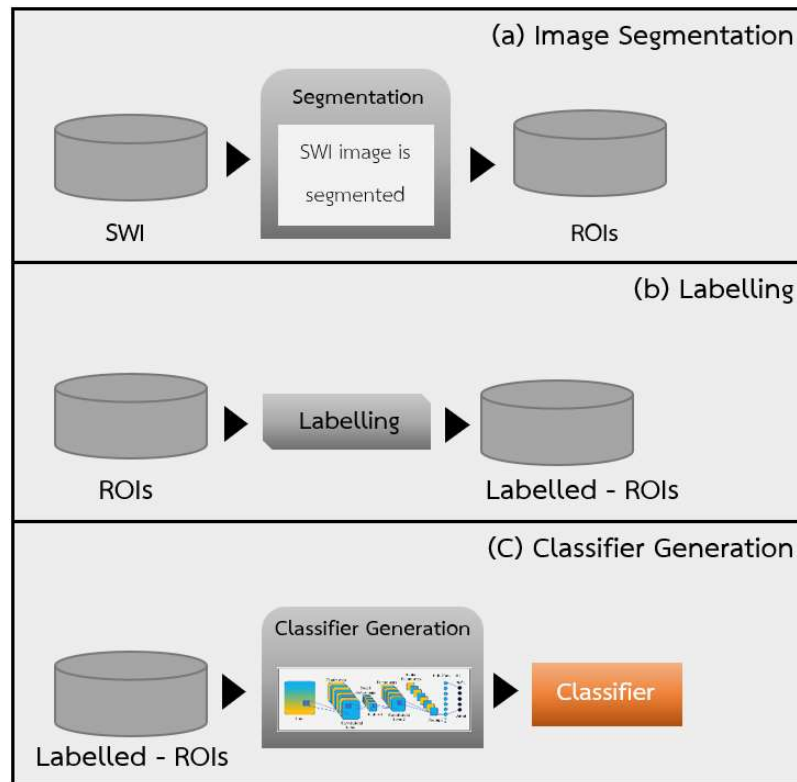 (a) Image Segmentation
Segmentation
SWI image is
segmented
SWI
ROIs
(b) Labelling
Labelling
ROIs
Labelled - ROIs
(C) Classifier Generation
Classifier Generation
Classifier
Labelled - ROIs